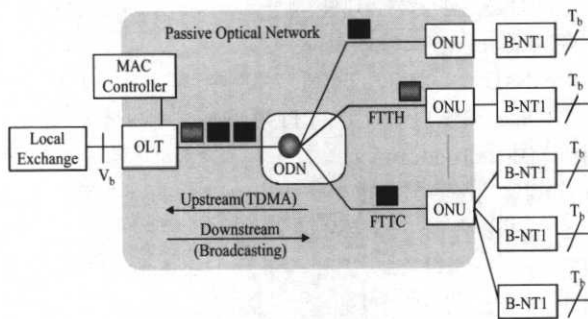 Passive Optical Network
MAC
Controller
Local
Exchange
V_b
OLT
ODN
Upstream(TDMA)
Downstream
(Broadcasting)
FTTH
FTTC
ONU
B-NT1
T_b
ONU
B-NT1
T_b
ONU
B-NT1
T_b
B-NT1
T_b
B-NT1
T_b